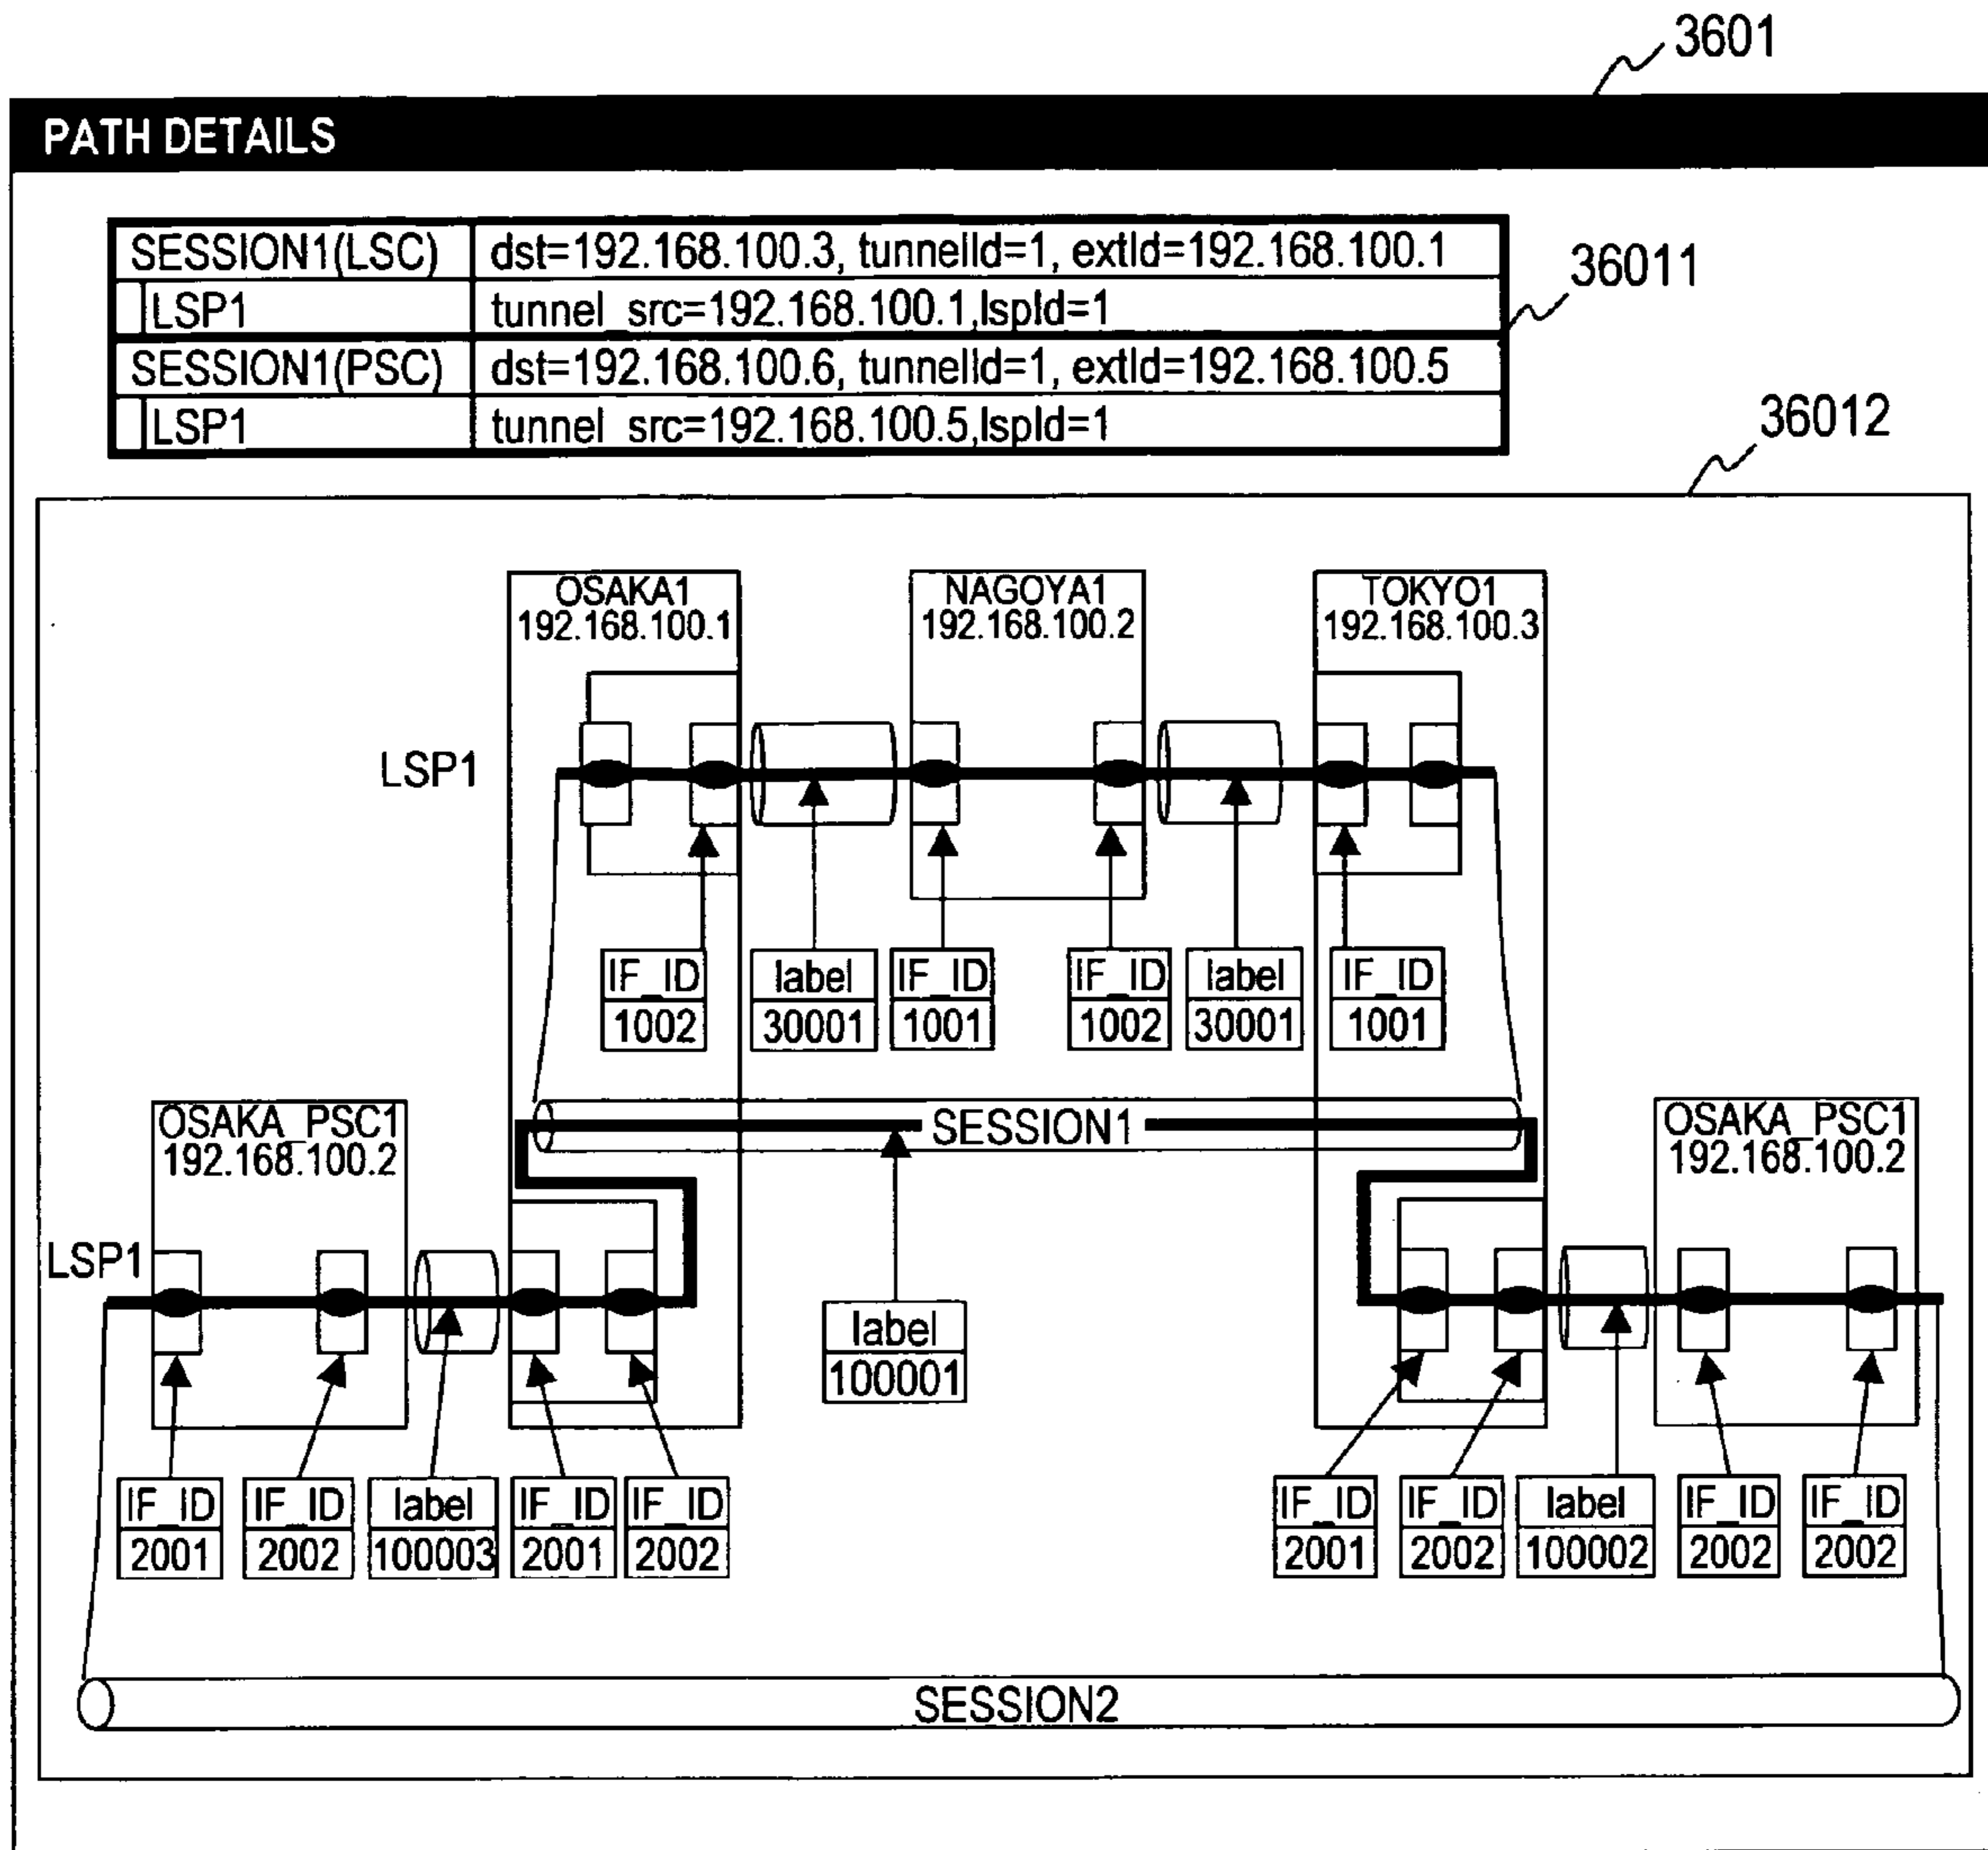 3601
PATH DETAILS
SESSION1(LSC) dst=192.168.100.3, tunnelId=1, extId=192.168.100.1
LSP1 tunnel_src=192.168.100.1,lspId=1
SESSION1(PSC) dst=192.168.100.6, tunnelId=1, extId=192.168.100.5
LSP1 tunnel_src=192.168.100.5,lspId=1
36011
36012
OSAKA1 NAGOYA1 TOKYO1
192.168.100.1 192.168.100.2 192.168.100.3
LSP1
IF_ID label IF_ID IF_ID label IF_ID
1002 30001 1001 1002 30001 1001
OSAKA_PSC1 SESSION1 OSAKA_PSC1
192.168.100.2 192.168.100.2
LSP1
label
100001
IF_ID IF_ID label IF_ID IF_ID IF_ID IF_ID label IF_ID IF_ID
2001 2002 100003 2001 2002 2001 2002 100002 2002 2002
SESSION2